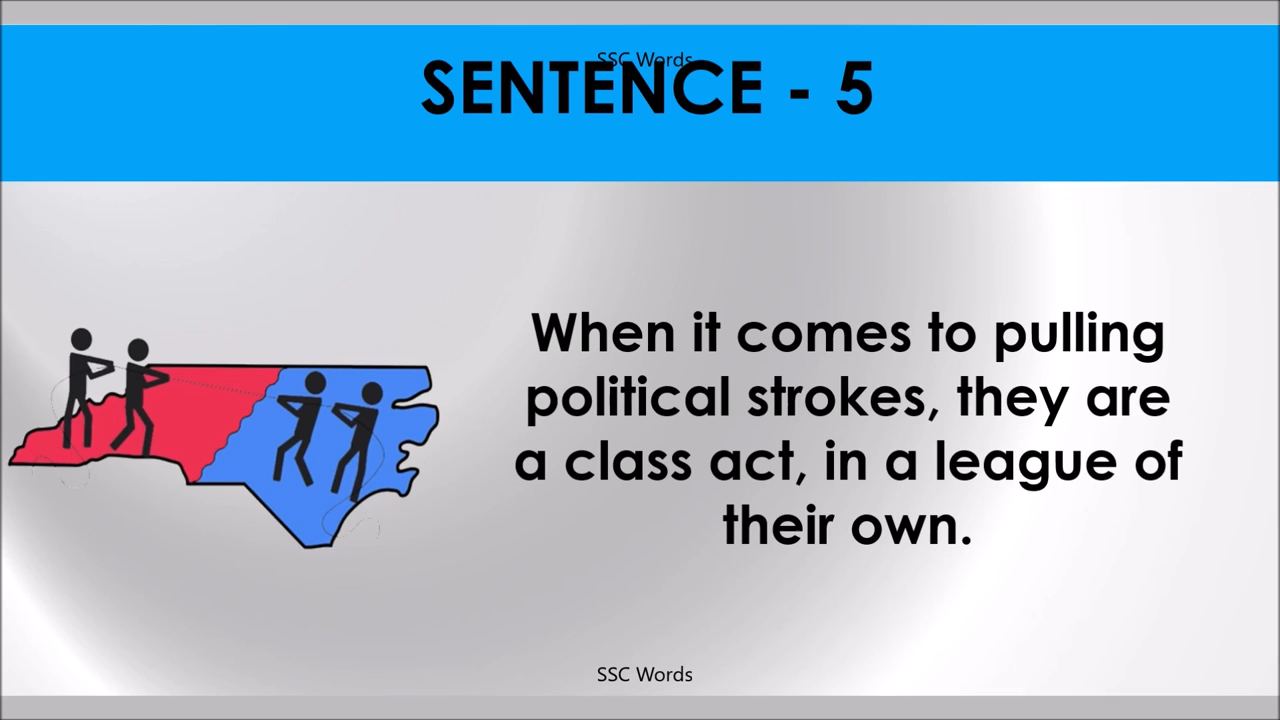 SSC Words
SENTENCE - 5
When it comes to pulling
political strokes, they are
a class act, in a league of
their own.
SSC Words